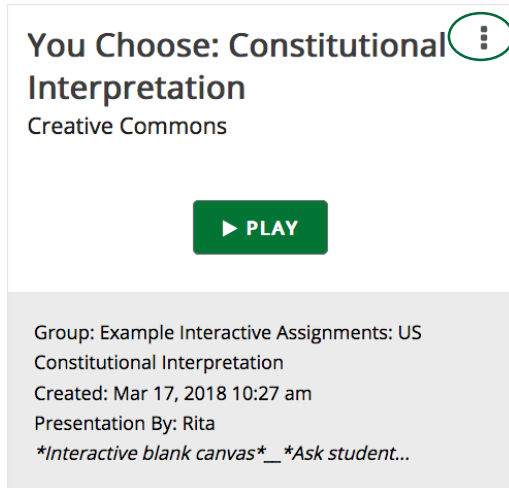 You Choose: Constitutional
Interpretation
Creative Commons
PLAY
Group: Example Interactive Assignments: US
Constitutional Interpretation
Created: Mar 17, 2018 10:27 am
Presentation By: Rita
*Interactive blank canvas*__*Ask student...